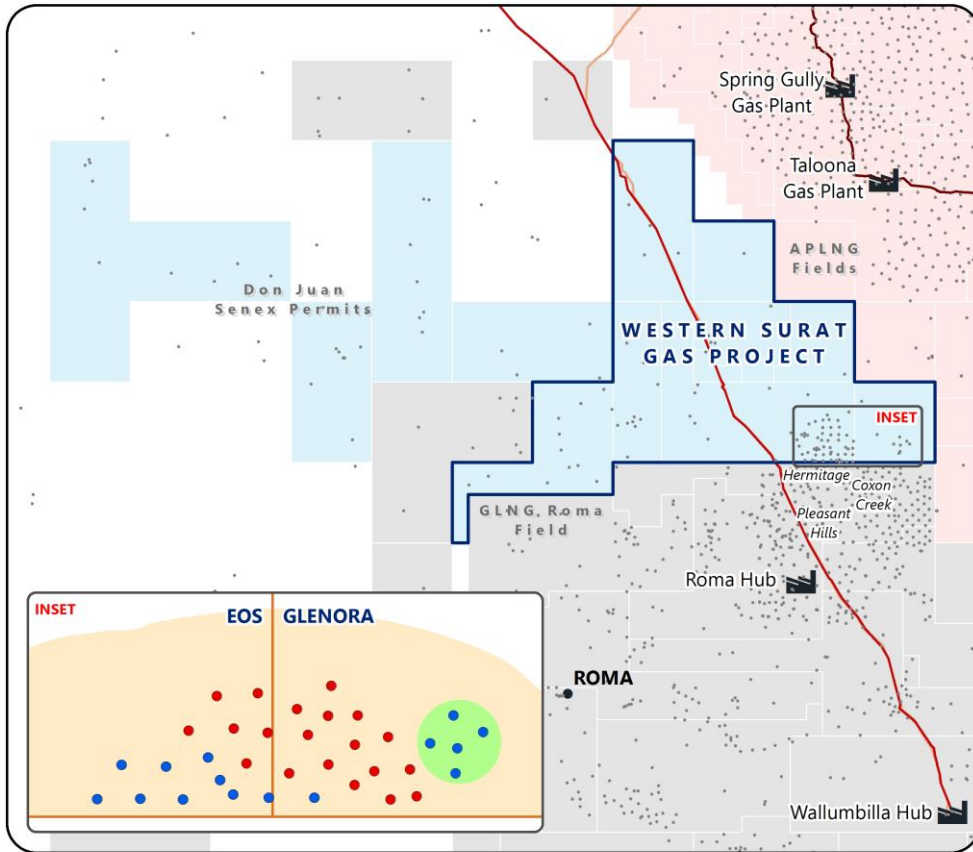 Spring Gully
Gas Plant
Taloona
Gas Plant
APLNG
Fields
Don Juan
Senex Permits
WESTERN SURAT
GAS PROJECT
INSET
Hermitage
Coxon
Creek
Pleasant
Hills
GLNG Roma
Field
Roma Hub
INSET
EOS
GLENORA
ROMA
Wallumbilla Hub